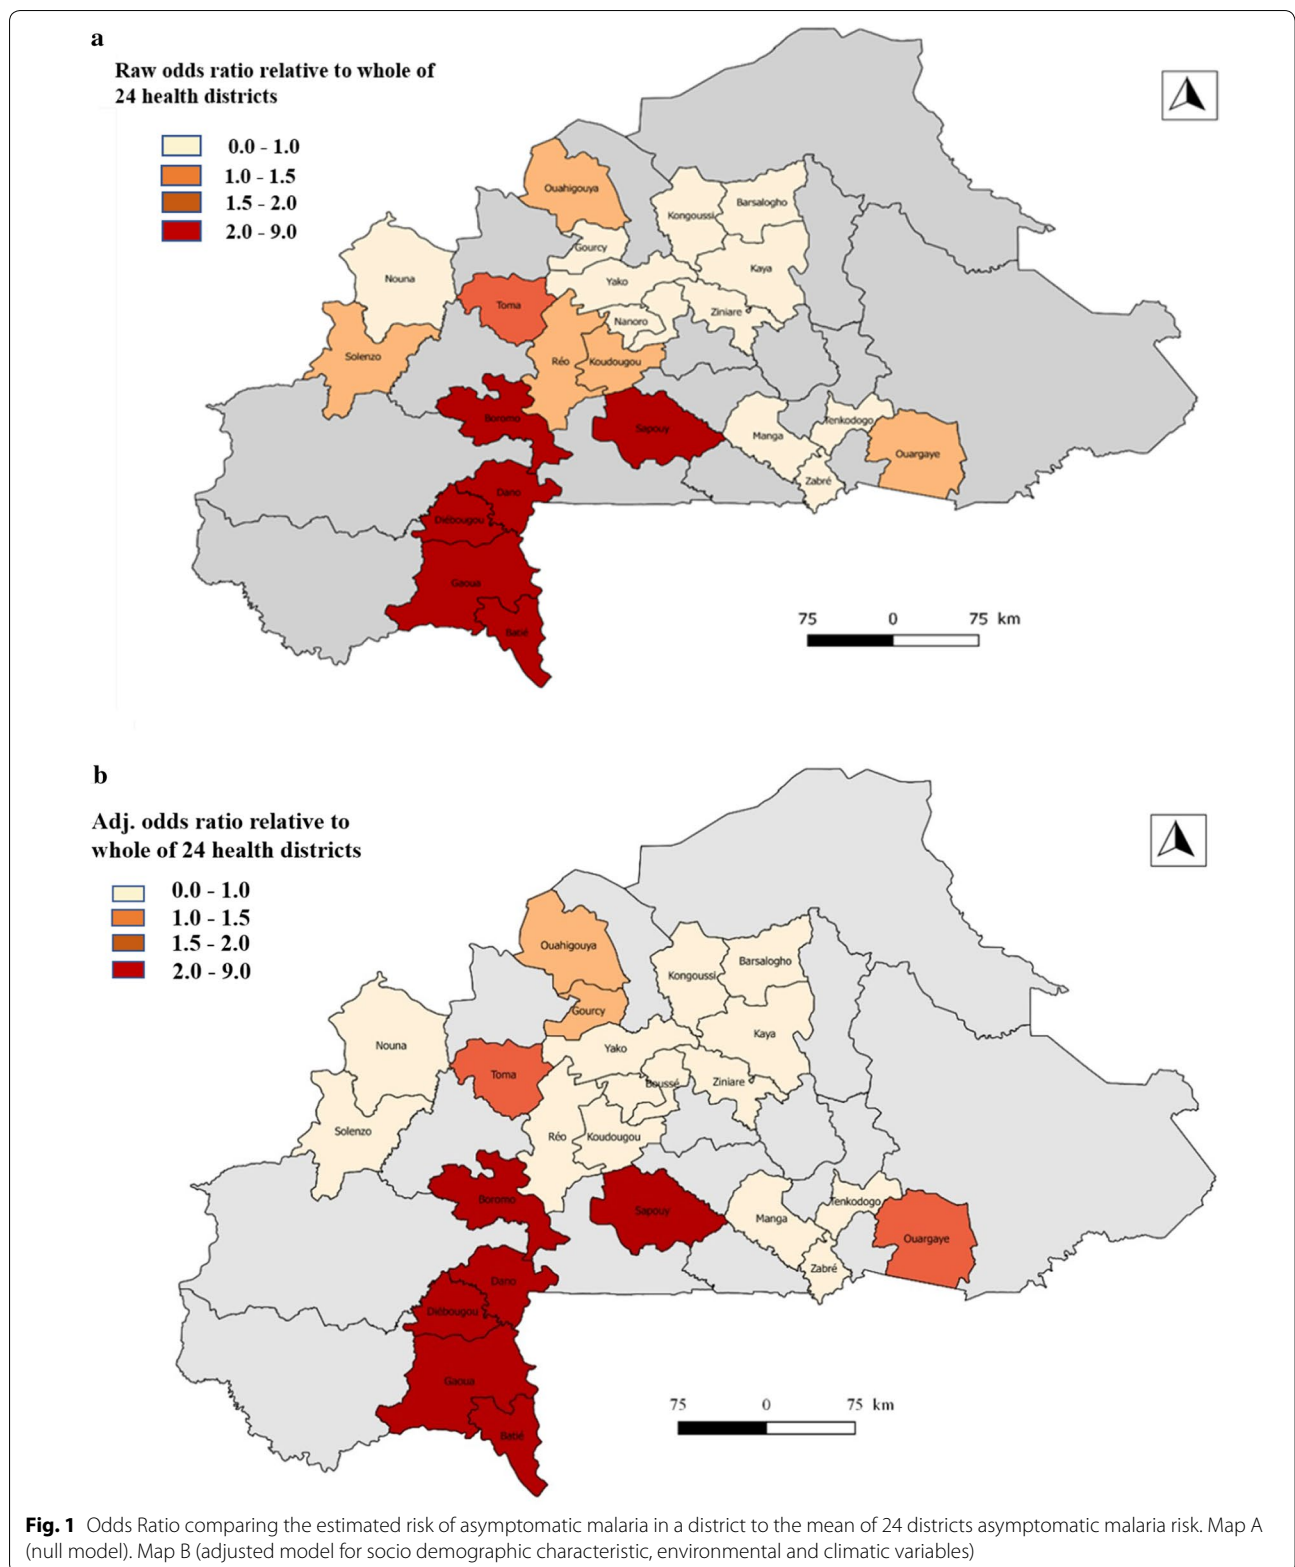 a
Raw odds ratio relative to whole of
24 health districts
0.0 - 1.0
1.0 - 1.5
1.5 - 2.0
2.0 - 9.0
Ouahigouya
Kongoussi
Barsalogho
Gourcy
Nouna
Yako
Kaya
Toma
Nanoro
Ziniare
Solenzo
Réo
Koudougou
Boromo
Sapouy
Manga
Tenkodogo
Ouargaye
Zabré
Dano
Diébougou
Gaoua
Batié
75 0 75 km
b
Adj. odds ratio relative to
whole of 24 health districts
0.0 - 1.0
1.0 - 1.5
1.5 - 2.0
2.0 - 9.0
Ouahigouya
Kongoussi
Barsalogho
Gourcy
Nouna
Yako
Kaya
Toma
Boussé
Ziniare
Solenzo
Réo
Koudougou
Boromo
Sapouy
Manga
Tenkodogo
Ouargaye
Zabré
Dano
Diébougou
Gaoua
Batié
75 0 75 km
Fig. 1 Odds Ratio comparing the estimated risk of asymptomatic malaria in a district to the mean of 24 districts asymptomatic malaria risk. Map A
(null model). Map B (adjusted model for socio demographic characteristic, environmental and climatic variables)